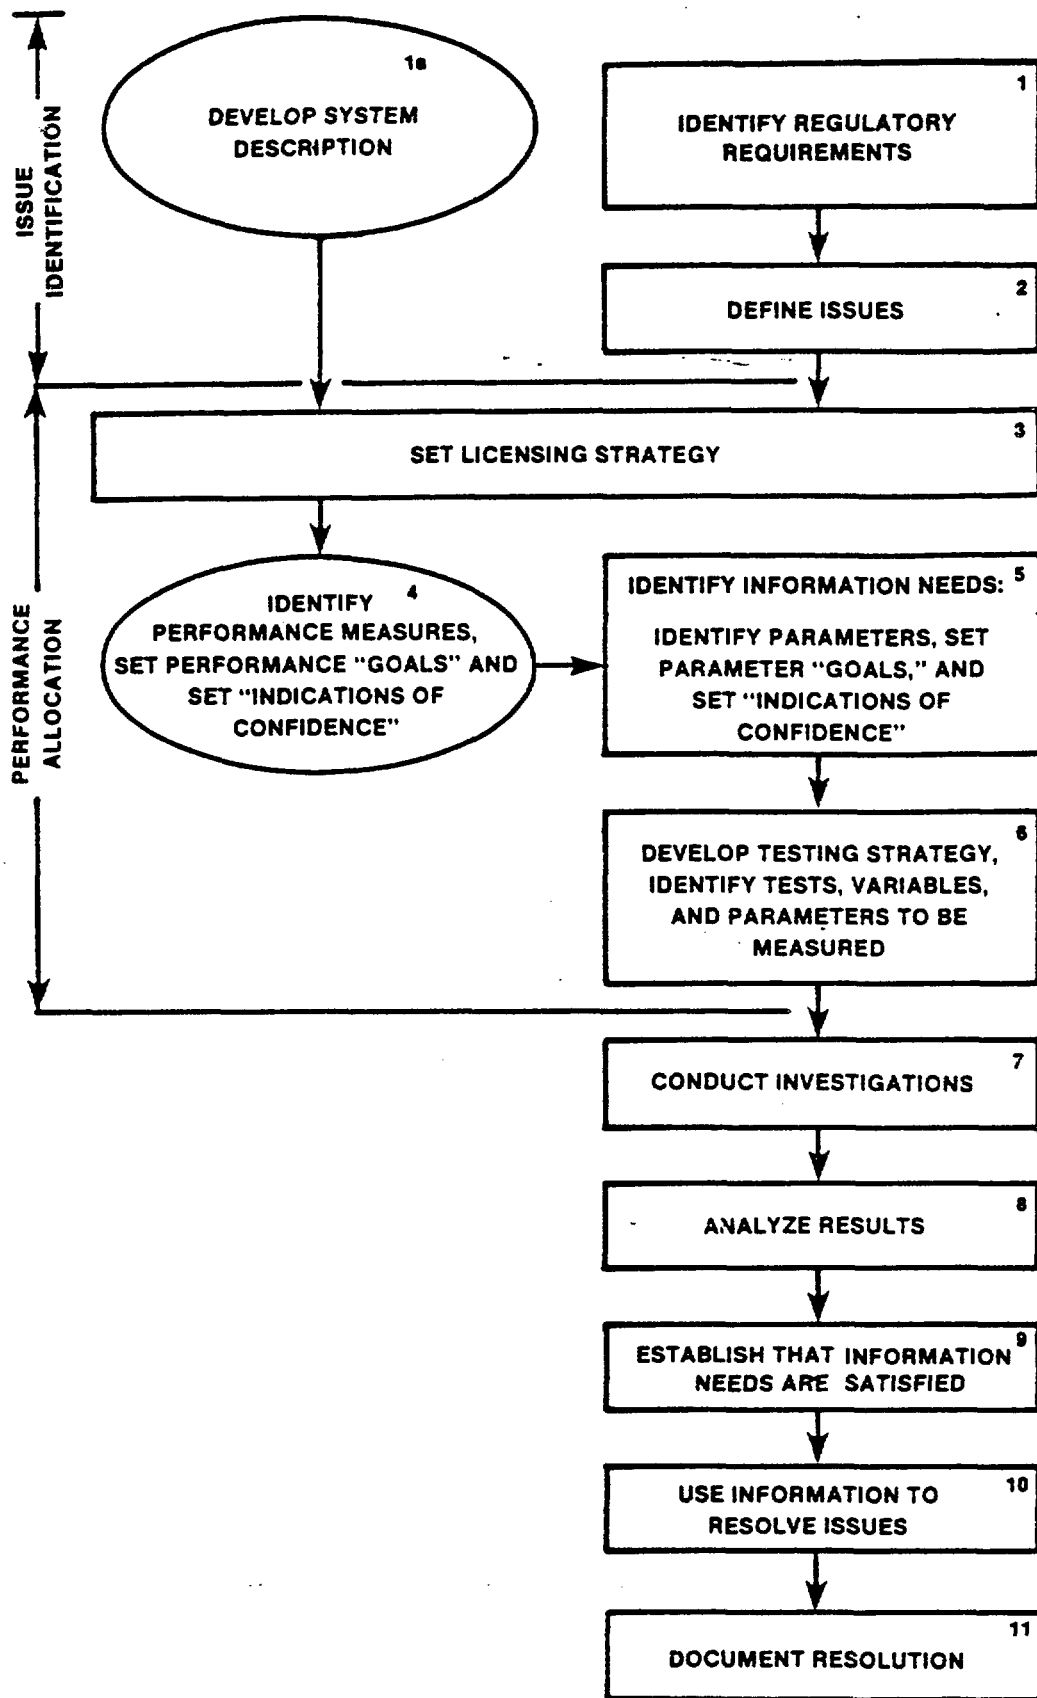 ISSUE
IDENTIFICATION
1a
DEVELOP SYSTEM
DESCRIPTION
1
IDENTIFY REGULATORY
REQUIREMENTS
2
DEFINE ISSUES
PERFORMANCE
ALLOCATION
3
SET LICENSING STRATEGY
4
IDENTIFY
PERFORMANCE MEASURES,
SET PERFORMANCE "GOALS" AND
SET "INDICATIONS OF
CONFIDENCE"
5
IDENTIFY INFORMATION NEEDS:
IDENTIFY PARAMETERS, SET
PARAMETER "GOALS," AND
SET "INDICATIONS OF
CONFIDENCE"
6
DEVELOP TESTING STRATEGY,
IDENTIFY TESTS, VARIABLES,
AND PARAMETERS TO BE
MEASURED
7
CONDUCT INVESTIGATIONS
8
ANALYZE RESULTS
9
ESTABLISH THAT INFORMATION
NEEDS ARE SATISFIED
10
USE INFORMATION TO
RESOLVE ISSUES
11
DOCUMENT RESOLUTION